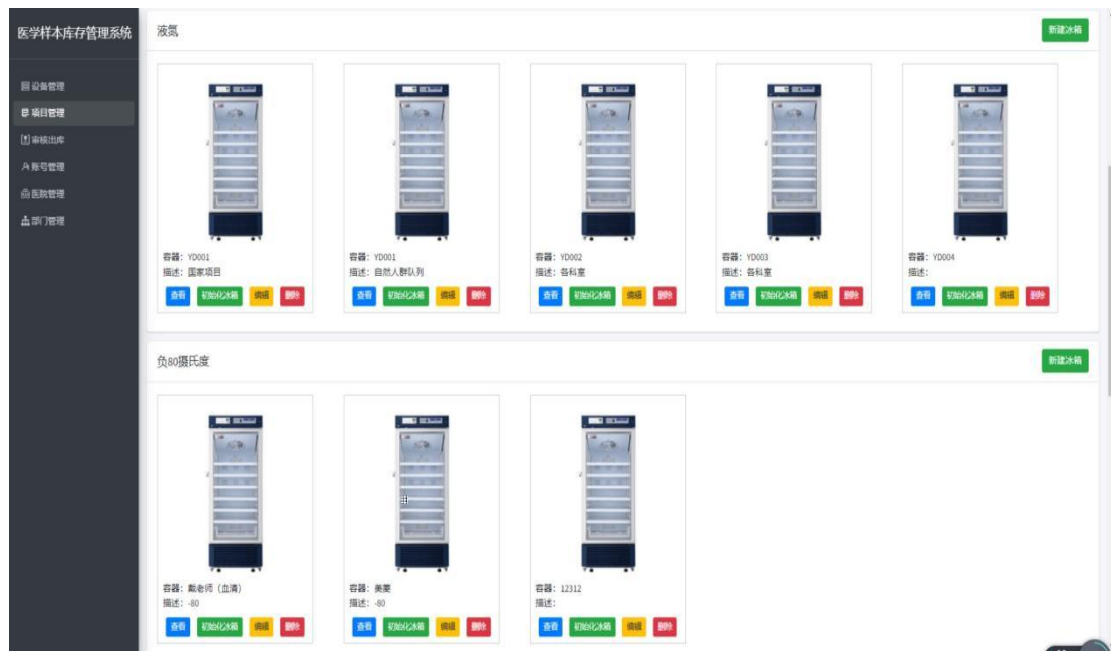 医学样本库存管理系统
设备管理
项目管理
审核出库
账号管理
医院管理
部门管理
液氮
新建冰箱
容器：YD001
描述：国家项目
查看 初始化冰箱 编辑 删除
容器：YD001
描述：自然人群队列
查看 初始化冰箱 编辑 删除
容器：YD002
描述：各科室
查看 初始化冰箱 编辑 删除
容器：YD003
描述：各科室
查看 初始化冰箱 编辑 删除
容器：YD004
描述：
查看 初始化冰箱 编辑 删除
负80摄氏度
新建冰箱
容器：戴老师（血清）
描述：-80
查看 初始化冰箱 编辑 删除
容器：美菱
描述：-80
查看 初始化冰箱 编辑 删除
容器：12312
描述：
查看 初始化冰箱 编辑 删除